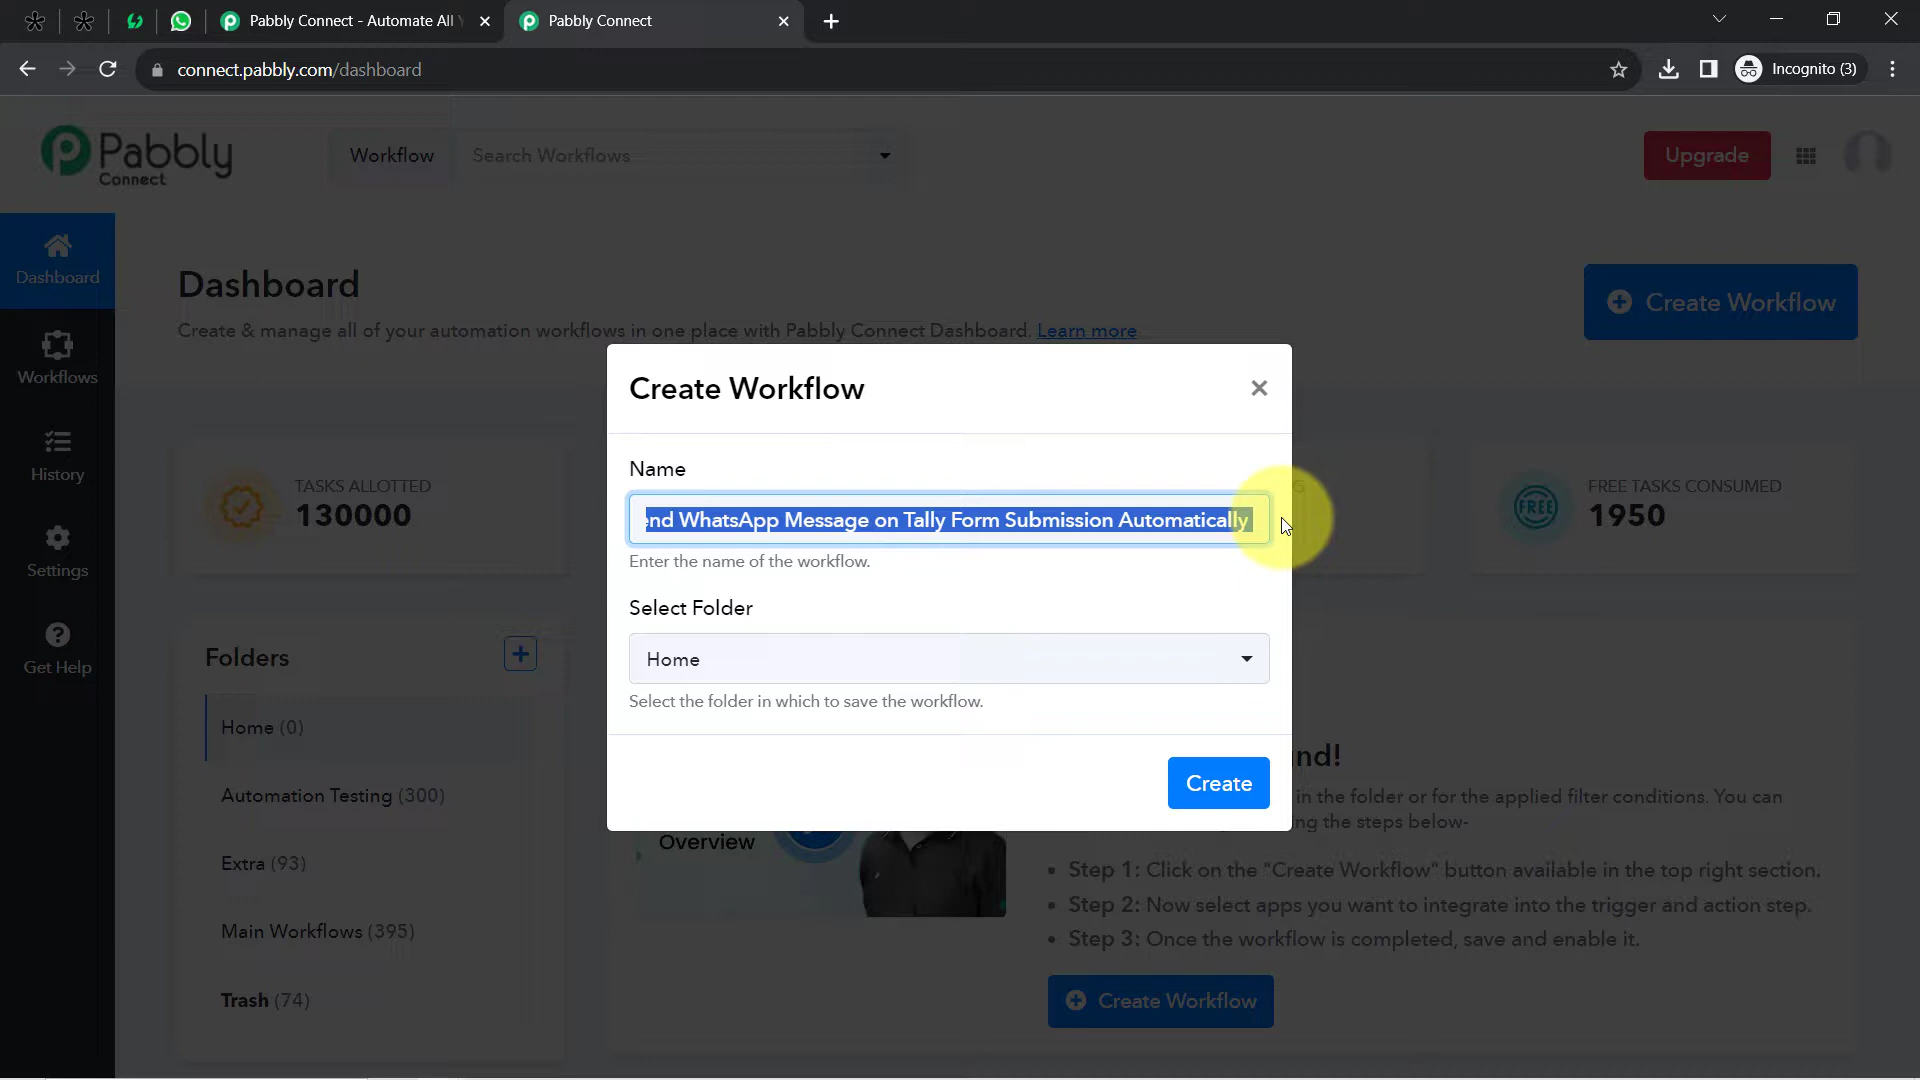 Pabbly Connect - Automate All
Pabbly Connect
connect.pabbly.com/dashboard
Incognito (3)
Pabbly
Connect
Workflow
Search Workflows
Upgrade
Dashboard
Workflows
History
Settings
Get Help
Dashboard
Create & manage all of your automation workflows in one place with Pabbly Connect Dashboard. Learn more
Create Workflow
TASKS ALLOTTED
130000
FREE TASKS CONSUMED
1950
FREE
Create Workflow
Name
end WhatsApp Message on Tally Form Submission Automatically
Enter the name of the workflow.
Select Folder
Home
Select the folder in which to save the workflow.
Create
Folders
Home (0)
Automation Testing (300)
Extra (93)
Main Workflows (395)
Trash (74)
Overview
nd!
in the folder or for the applied filter conditions. You can
ng the steps below-
Step 1: Click on the "Create Workflow" button available in the top right section.
Step 2: Now select apps you want to integrate into the trigger and action step.
Step 3: Once the workflow is completed, save and enable it.
Create Workflow